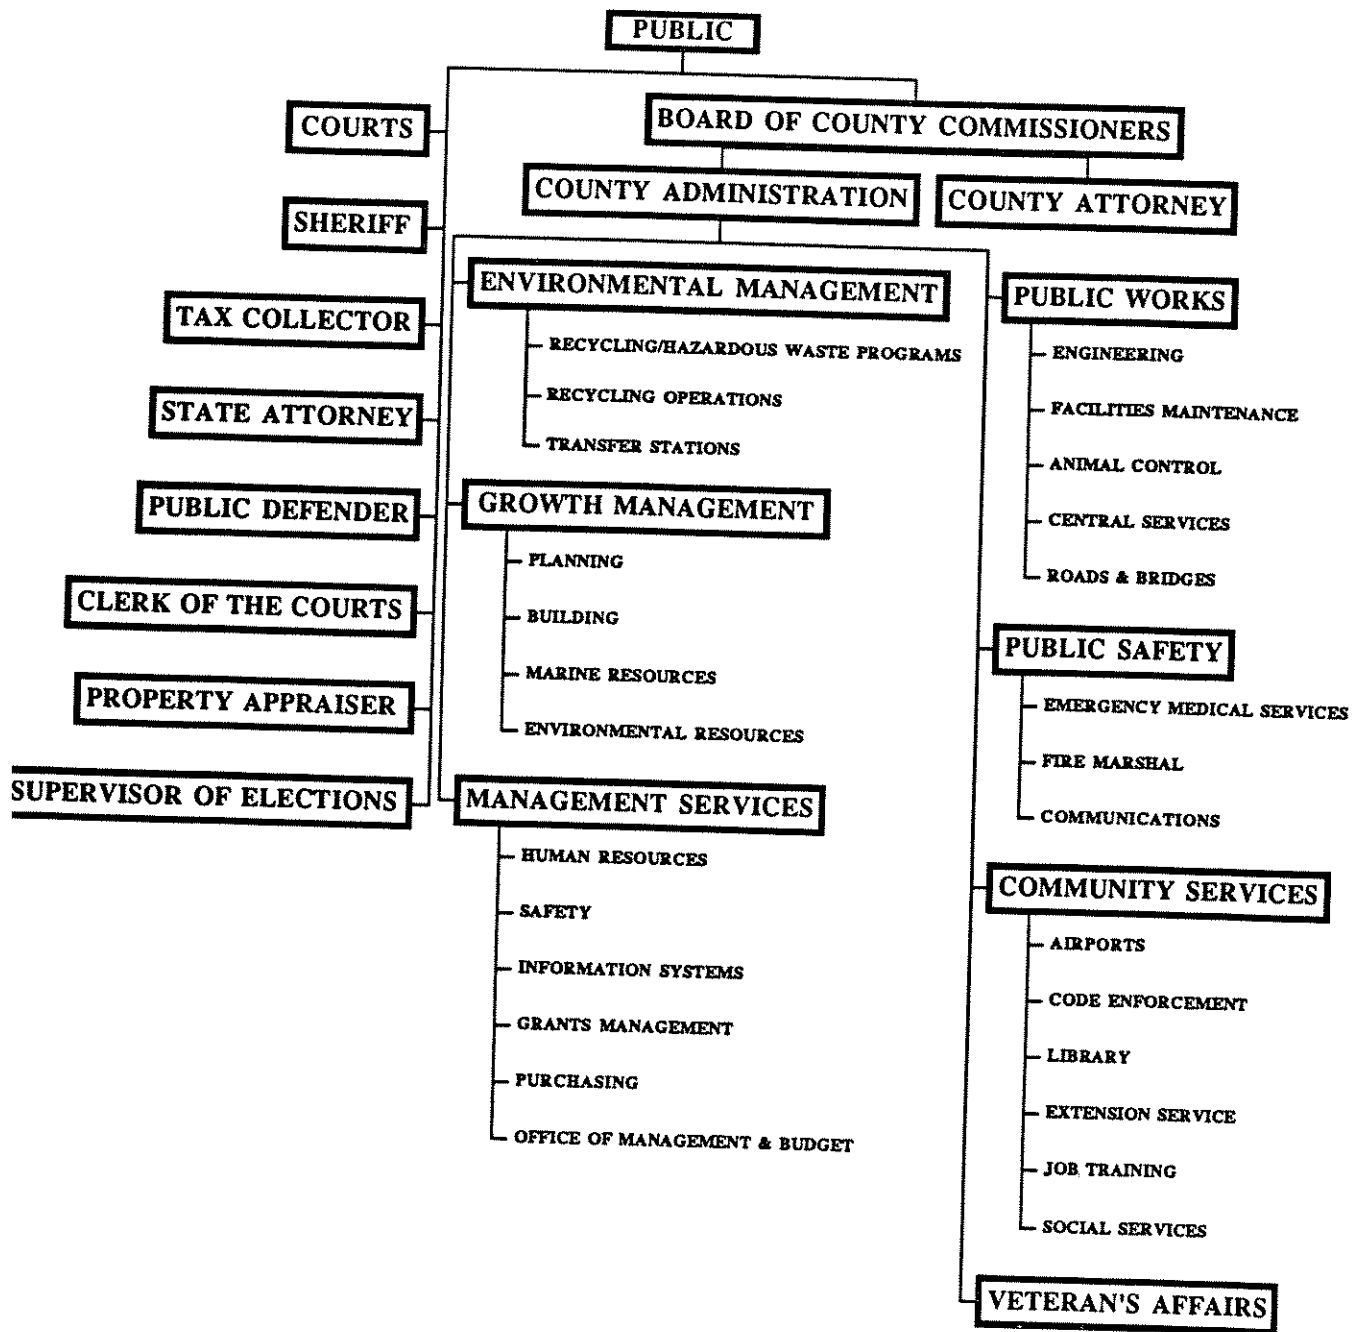 PUBLIC
COURTS
BOARD OF COUNTY COMMISSIONERS
COUNTY ADMINISTRATION
COUNTY ATTORNEY
SHERIFF
ENVIRONMENTAL MANAGEMENT
PUBLIC WORKS
TAX COLLECTOR
RECYCLING/HAZARDOUS WASTE PROGRAMS
ENGINEERING
RECYCLING OPERATIONS
FACILITIES MAINTENANCE
STATE ATTORNEY
TRANSFER STATIONS
ANIMAL CONTROL
PUBLIC DEFENDER
GROWTH MANAGEMENT
CENTRAL SERVICES
PLANNING
ROADS & BRIDGES
CLERK OF THE COURTS
BUILDING
PUBLIC SAFETY
MARINE RESOURCES
PROPERTY APPRAISER
EMERGENCY MEDICAL SERVICES
ENVIRONMENTAL RESOURCES
FIRE MARSHAL
SUPERVISOR OF ELECTIONS
MANAGEMENT SERVICES
COMMUNICATIONS
HUMAN RESOURCES
COMMUNITY SERVICES
SAFETY
AIRPORTS
INFORMATION SYSTEMS
CODE ENFORCEMENT
GRANTS MANAGEMENT
LIBRARY
PURCHASING
EXTENSION SERVICE
OFFICE OF MANAGEMENT & BUDGET
JOB TRAINING
SOCIAL SERVICES
VETERAN'S AFFAIRS